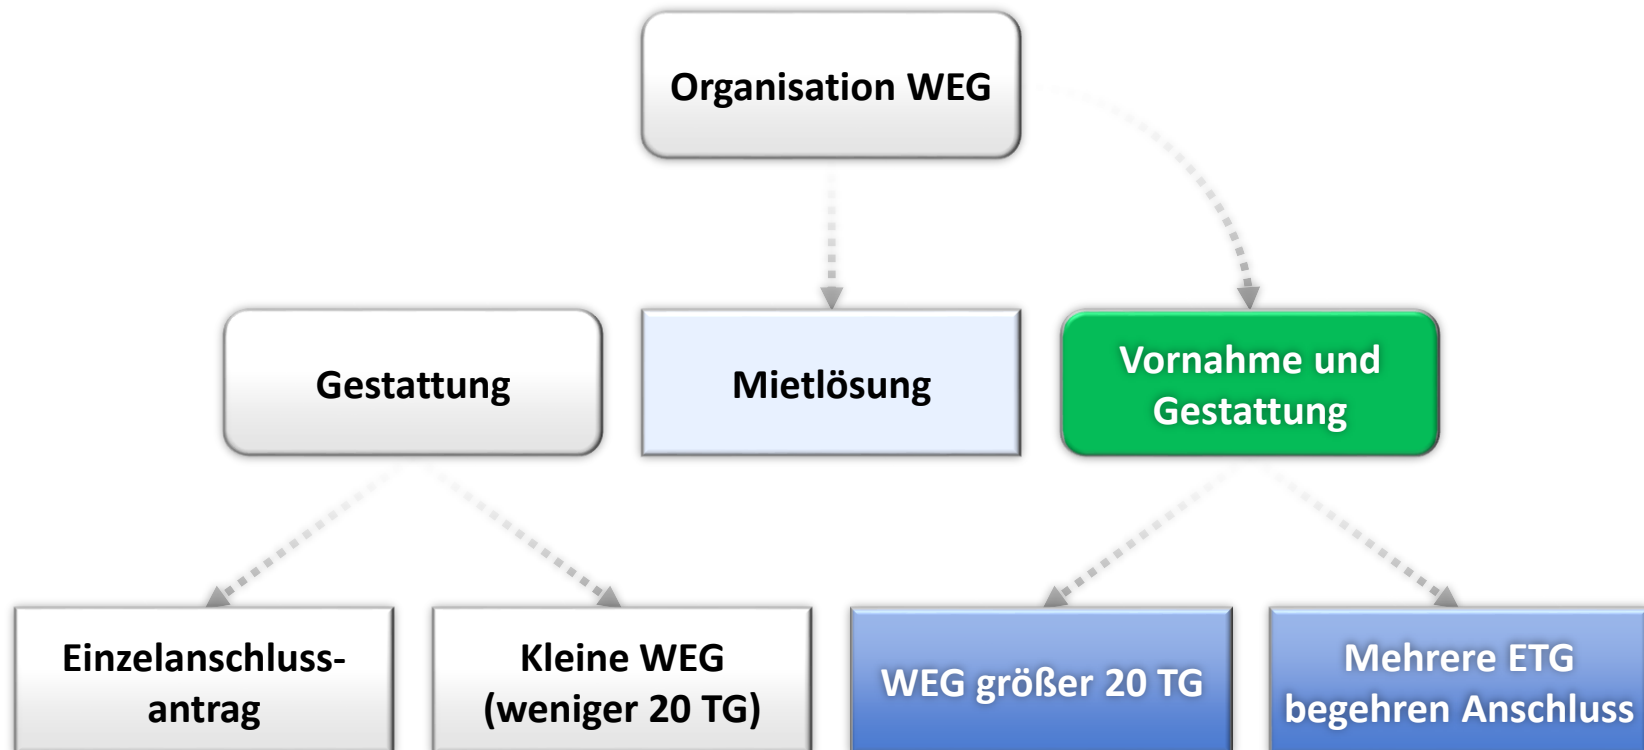 Organisation WEG
Gestattung
Mietlösung
Vornahme und
Gestattung
Einzelanschluss-
antrag
Kleine WEG
(weniger 20 TG)
WEG größer 20 TG
Mehrere ETG
begehren Anschluss